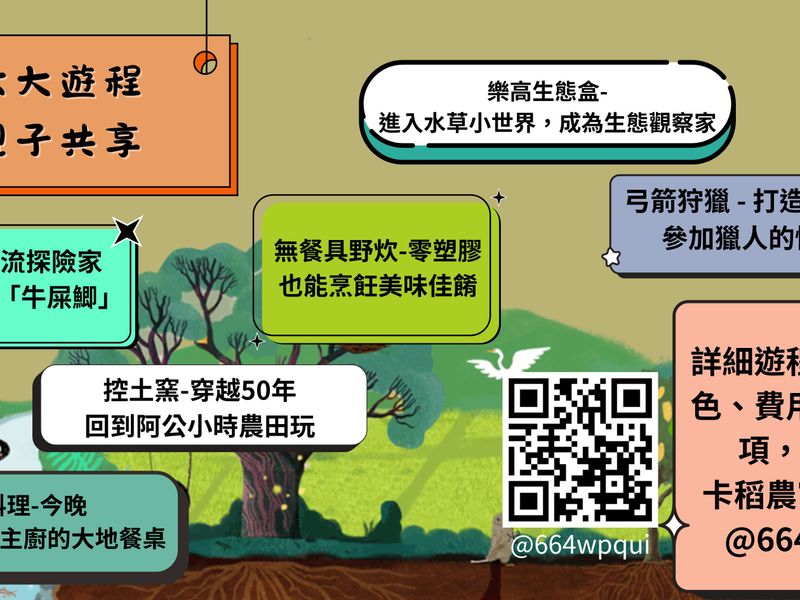 大遊程
子共享
樂高生態盒-
進入水草小世界，成為生態觀察家
弓箭狩獵 - 打造
參加獵人的
流探險家
「牛屎鯽」
無餐具野炊-零塑膠
也能烹飪美味佳餚
控土窯-穿越50年
回到阿公小時農田玩
詳細遊程
色、費用
項，
卡稻農
@664
料理-今晚
主廚的大地餐桌
@664wpqui